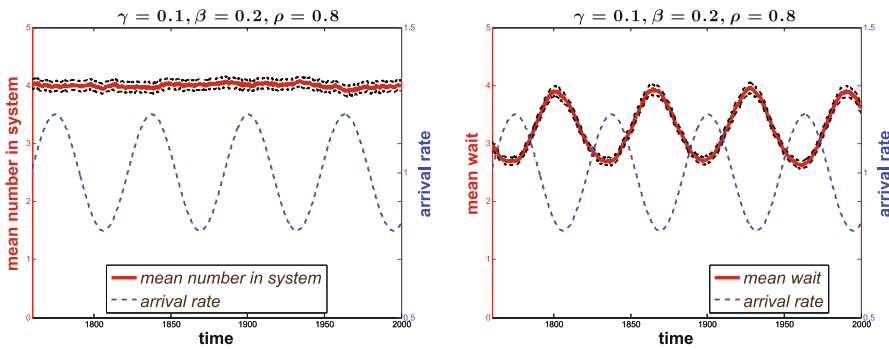 γ = 0.1, β = 0.2, ρ = 0.8
5
4
3
2
1
0
mean number in system
1.5
1
0.5
arrival rate
mean number in system
arrival rate
1800
1850
1900
1950
2000
time
γ = 0.1, β = 0.2, ρ = 0.8
5
4
3
2
1
0
mean wait
1.5
1
0.5
arrival rate
mean wait
arrival rate
1800
1850
1900
1950
2000
time